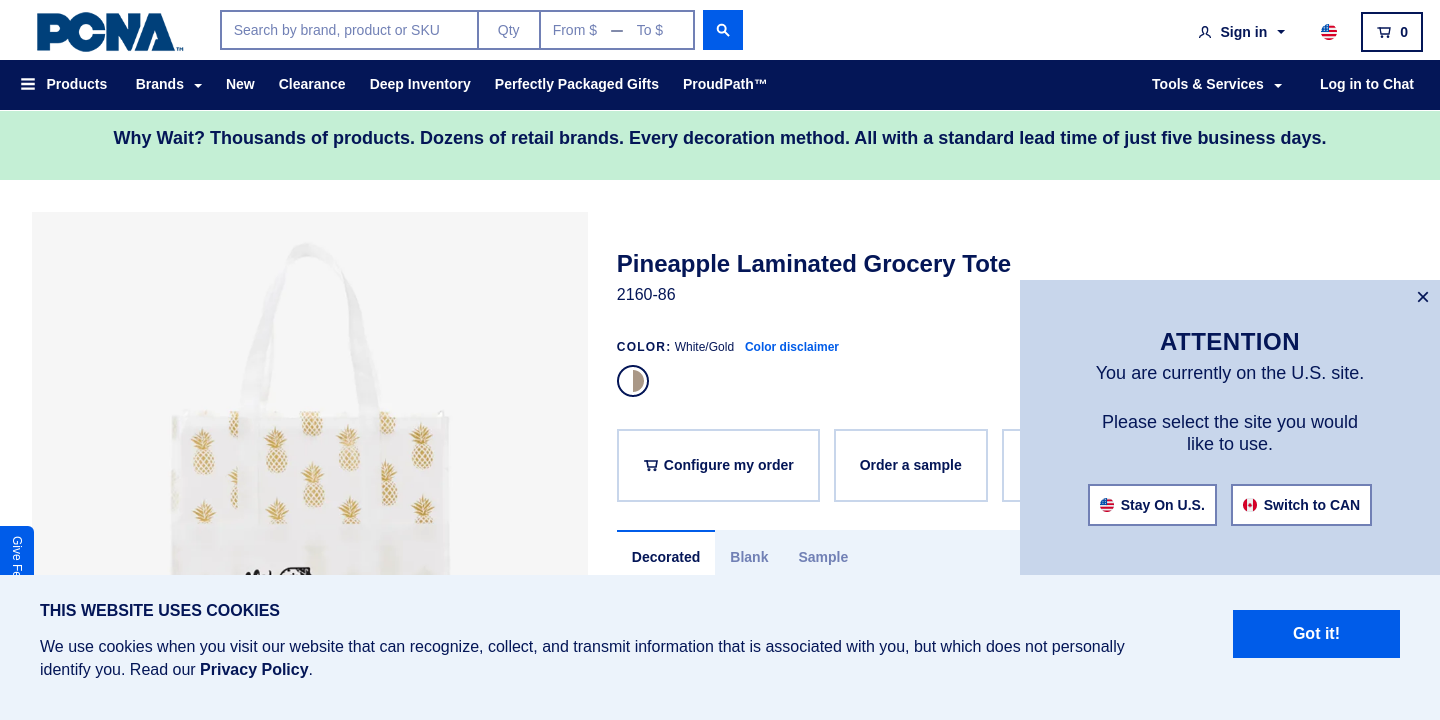 PCNA™
Search by brand, product or SKU
Qty
From $ — To $
Sign in
0
Products
Brands
New
Clearance
Deep Inventory
Perfectly Packaged Gifts
ProudPath™
Tools & Services
Log in to Chat
Why Wait? Thousands of products. Dozens of retail brands. Every decoration method. All with a standard lead time of just five business days.
Pineapple Laminated Grocery Tote
2160-86
COLOR: White/Gold Color disclaimer
Configure my order
Order a sample
Decorated
Blank
Sample
×
ATTENTION
You are currently on the U.S. site.
Please select the site you would
like to use.
Stay On U.S.
Switch to CAN
Give
THIS WEBSITE USES COOKIES
We use cookies when you visit our website that can recognize, collect, and transmit information that is associated with you, but which does not personally
identify you. Read our Privacy Policy.
Got it!